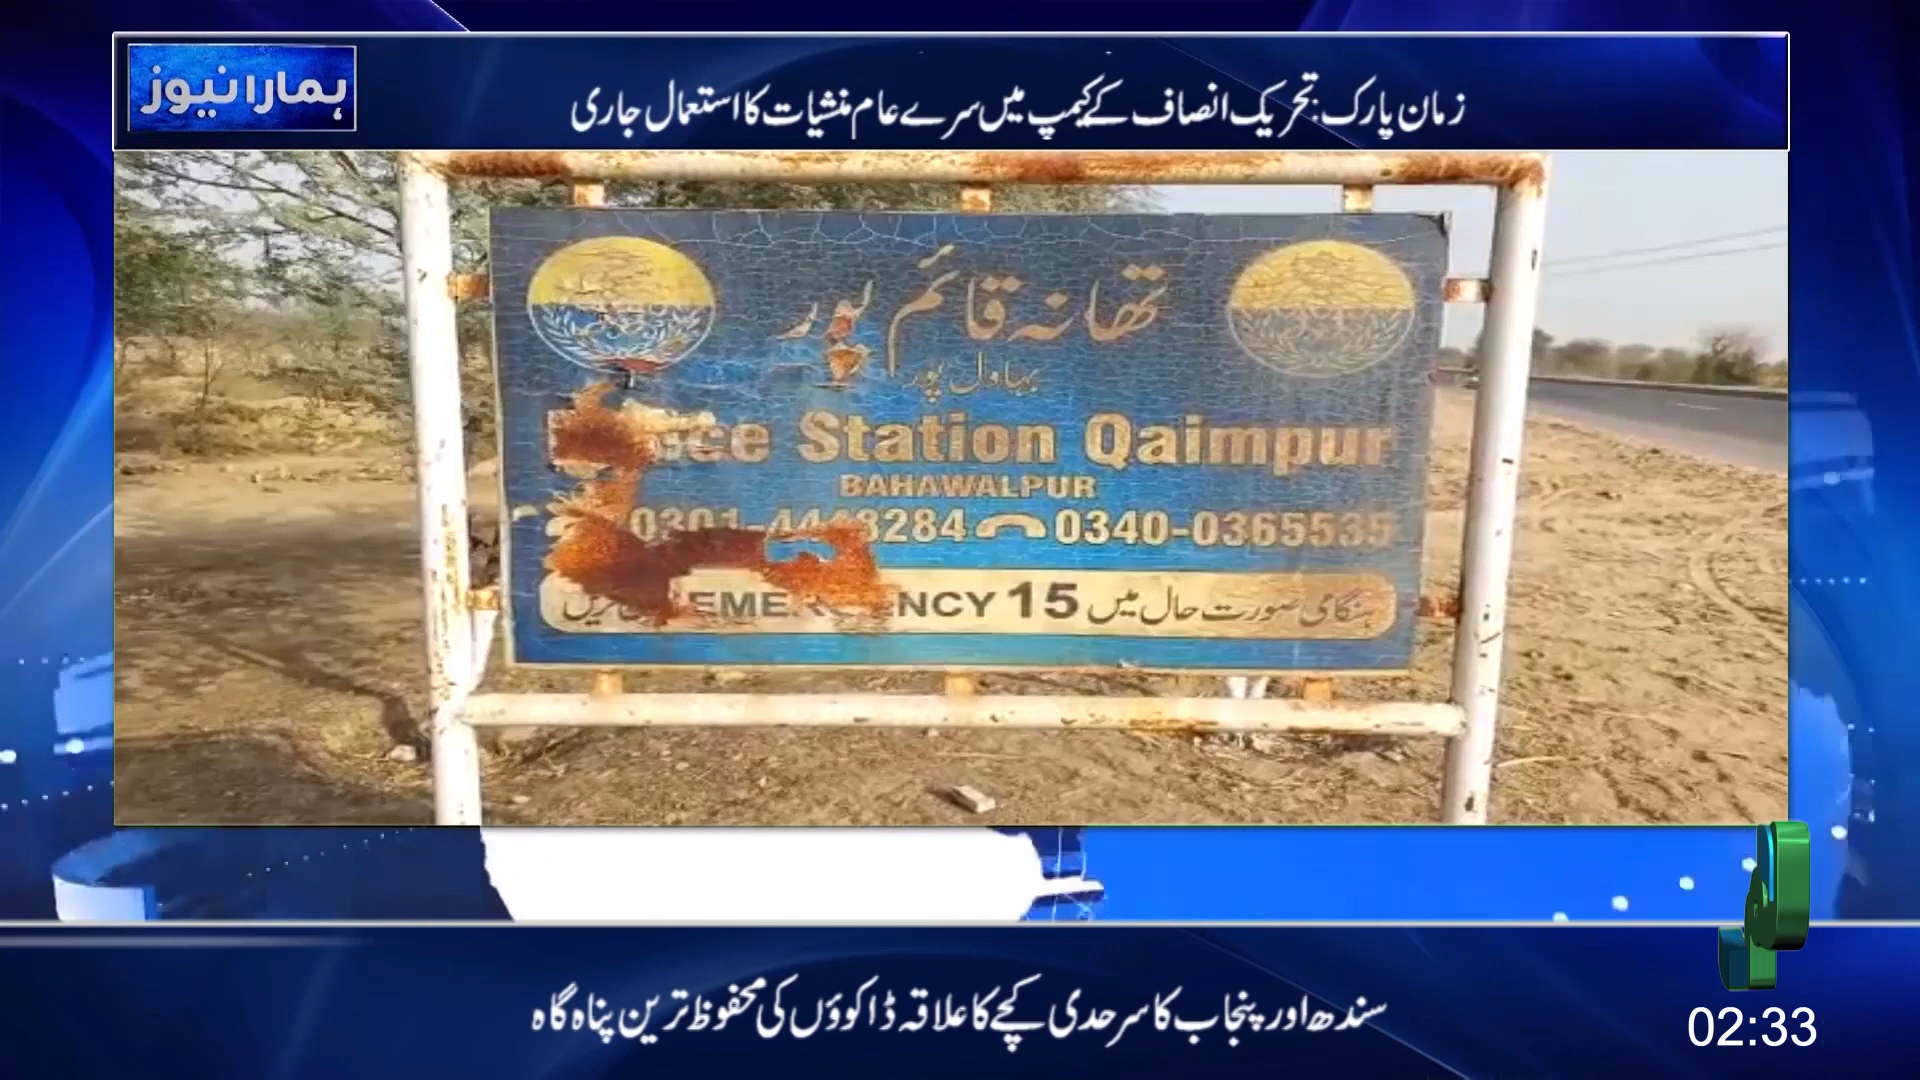 ہمارا نیوز
زمان پارک: تحریک انصاف کے کیمپ میں سرے عام منشیات کا استعمال جاری
تھانہ قائم پور
بہاول پور
Station Qaimpur
BAHAWALPUR
0340-0365535
ہنگامی صورت حال میں 15 EMERGENCY
سندھ اور پنجاب کا سرحدی کچے کا علاقہ ڈاکوؤں کی محفوظ ترین پناہ گاہ
02:33